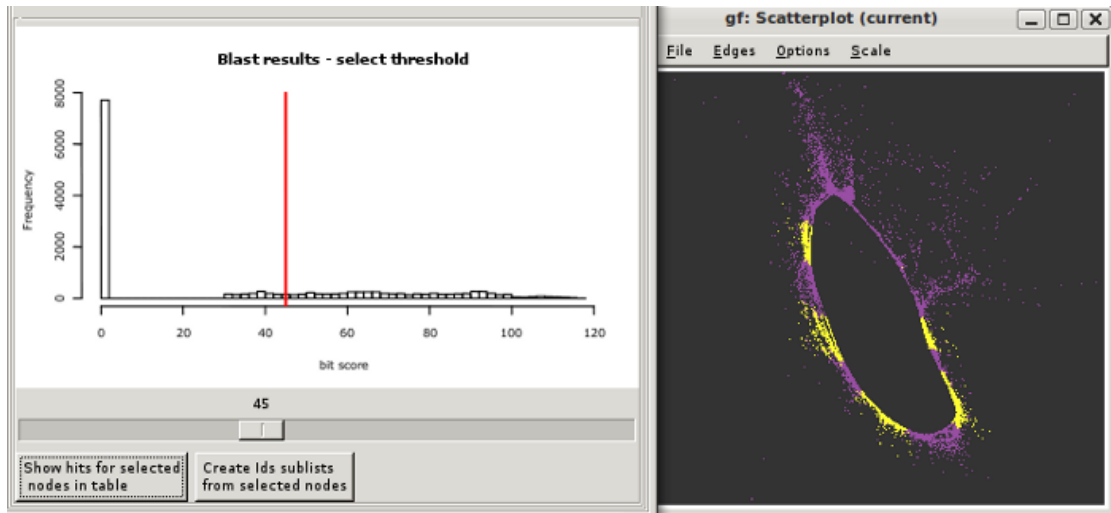 Blast results - select threshold
Frequency
8000
6000
4000
2000
0
0 20 40 60 80 100 120
bit score
45
Show hits for selected
nodes in table
Create Ids sublists
from selected nodes
gf: Scatterplot (current)
File Edges Options Scale